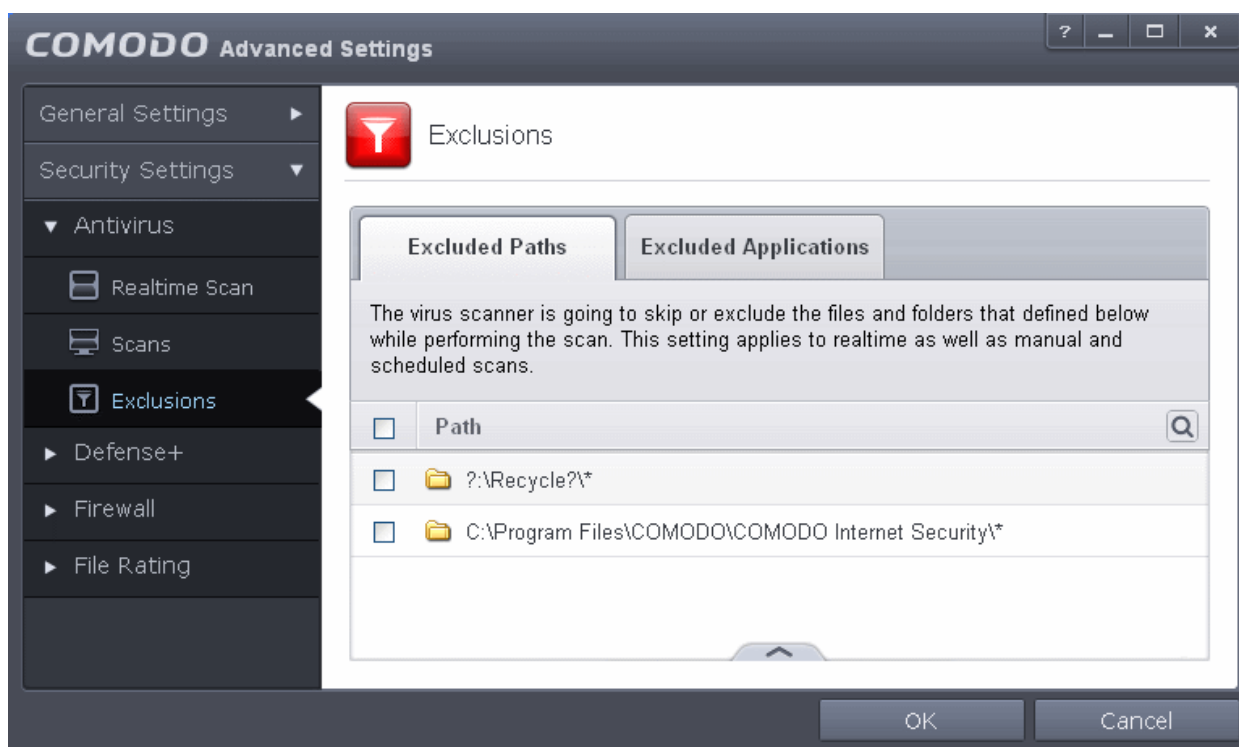 COMODO Advanced Settings
?
General Settings
Security Settings
Antivirus
Realtime Scan
Scans
Exclusions
Defense+
Firewall
File Rating
Exclusions
Excluded Paths
Excluded Applications
The virus scanner is going to skip or exclude the files and folders that defined below
while performing the scan. This setting applies to realtime as well as manual and
scheduled scans.
Path
?:\Recycle?\*
C:\Program Files\COMODO\COMODO Internet Security\*
OK
Cancel